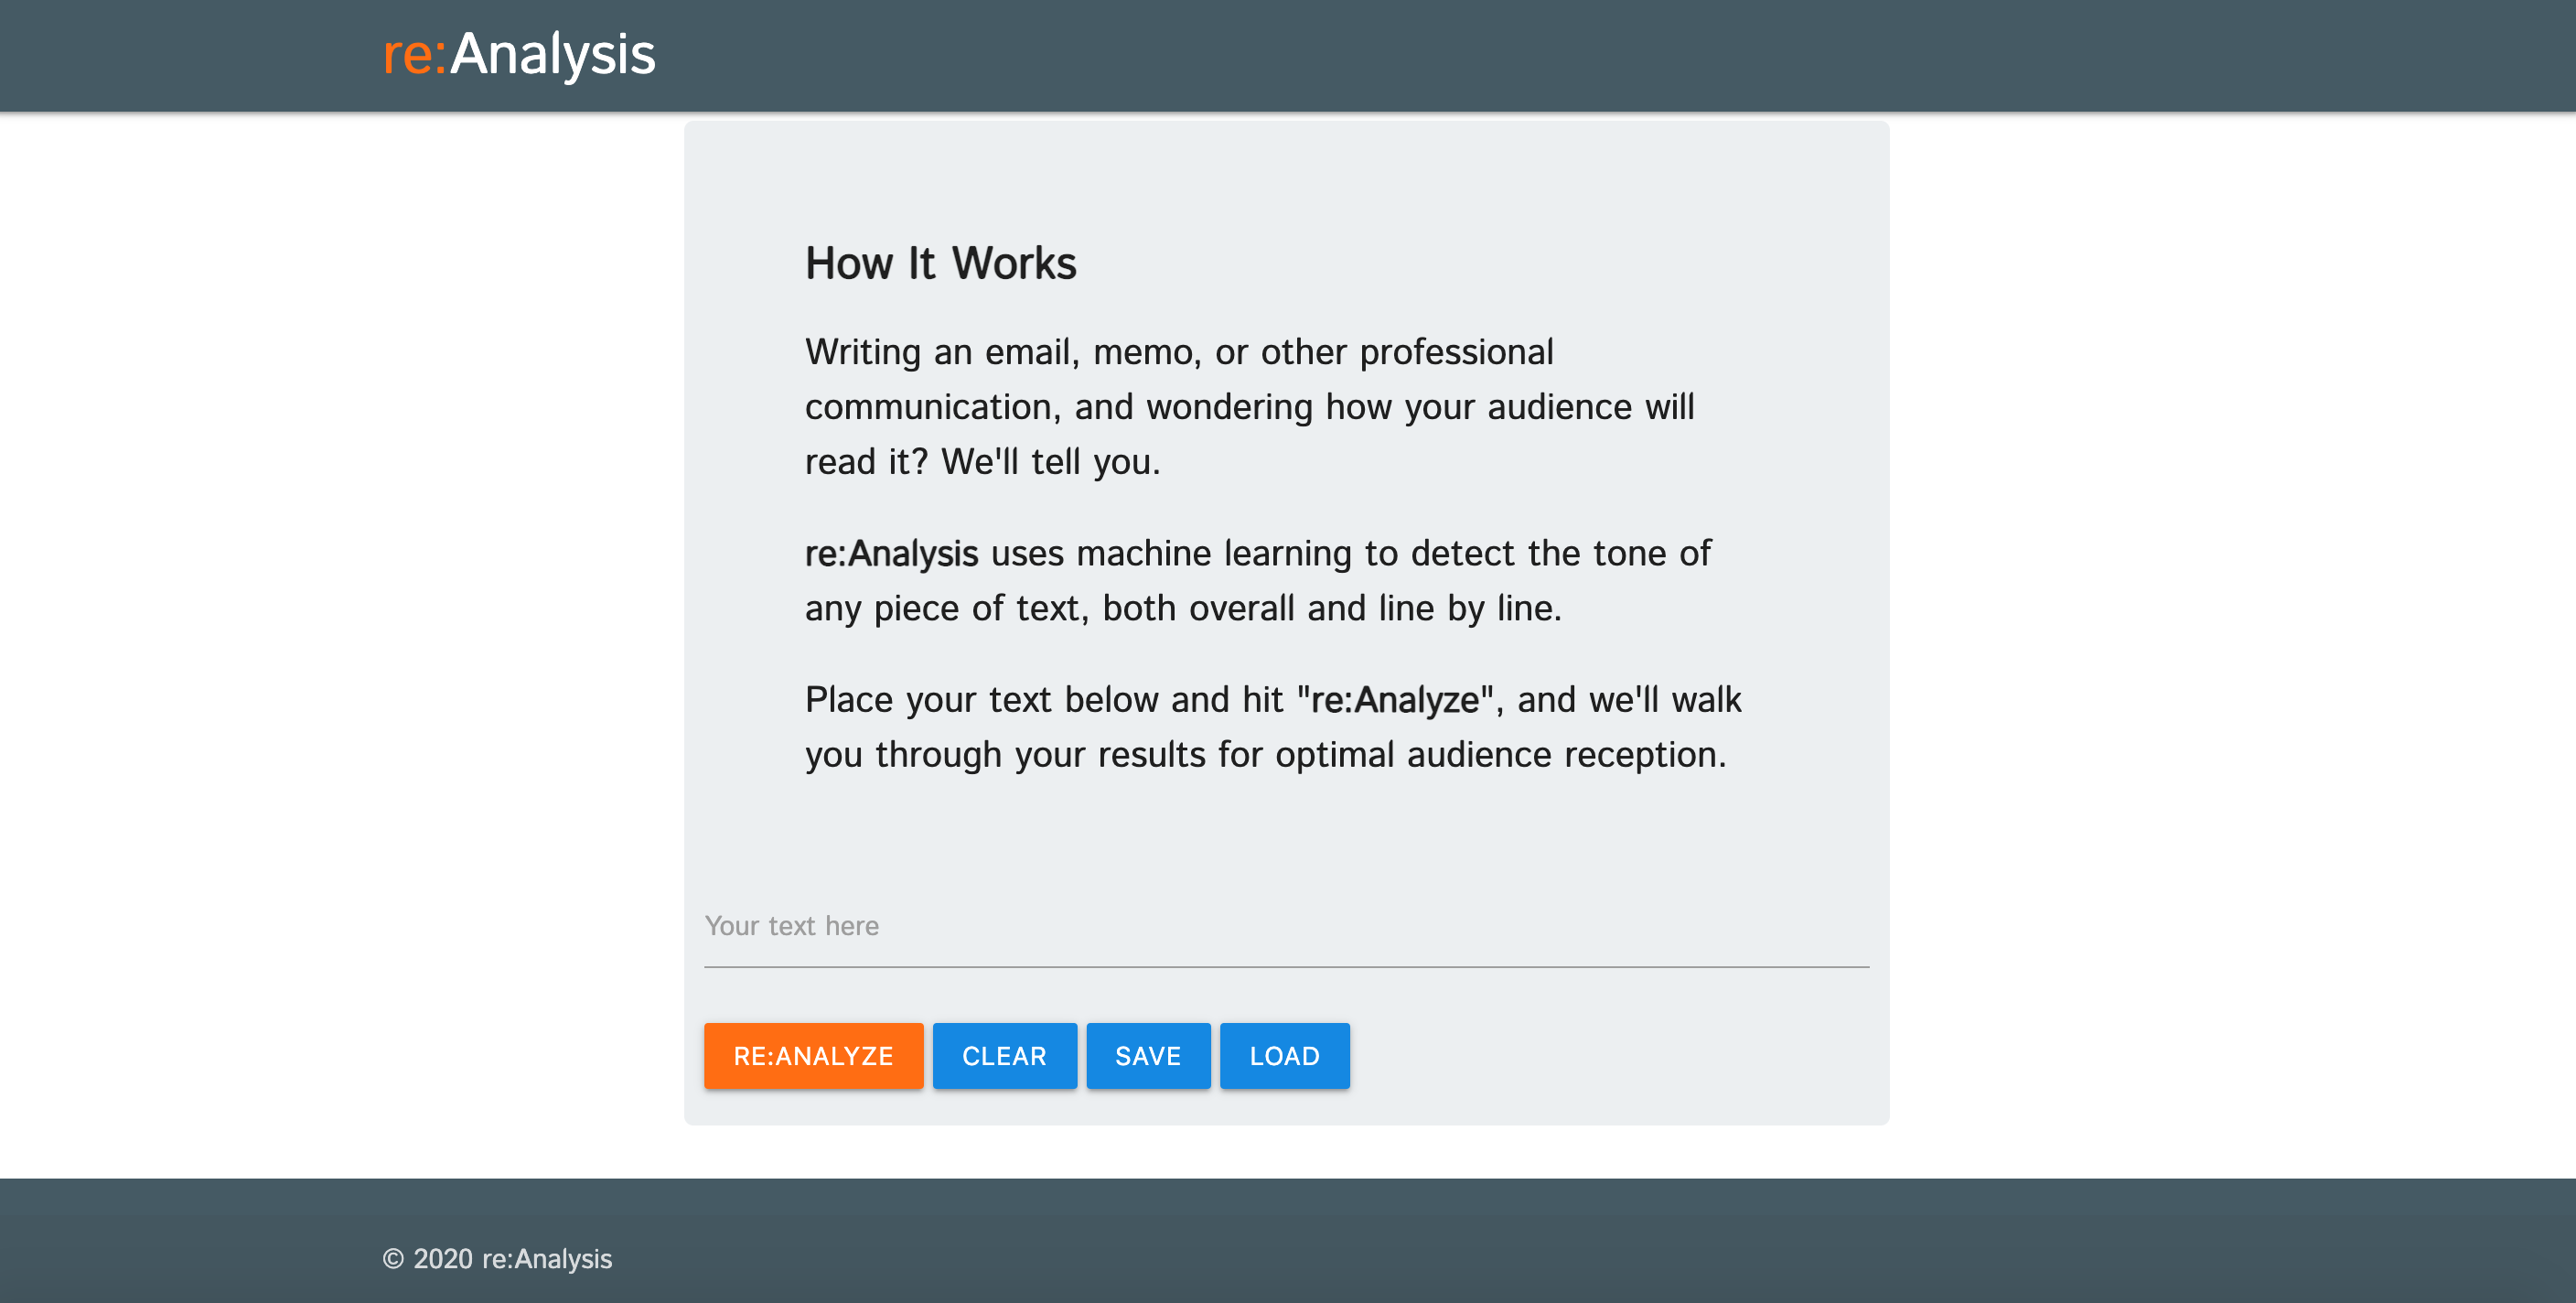 re:Analysis
How It Works
Writing an email, memo, or other professional
communication, and wondering how your audience will
read it? We'll tell you.
re:Analysis uses machine learning to detect the tone of
any piece of text, both overall and line by line.
Place your text below and hit "re:Analyze", and we'll walk
you through your results for optimal audience reception.
Your text here
RE:ANALYZE CLEAR SAVE LOAD
© 2020 re:Analysis